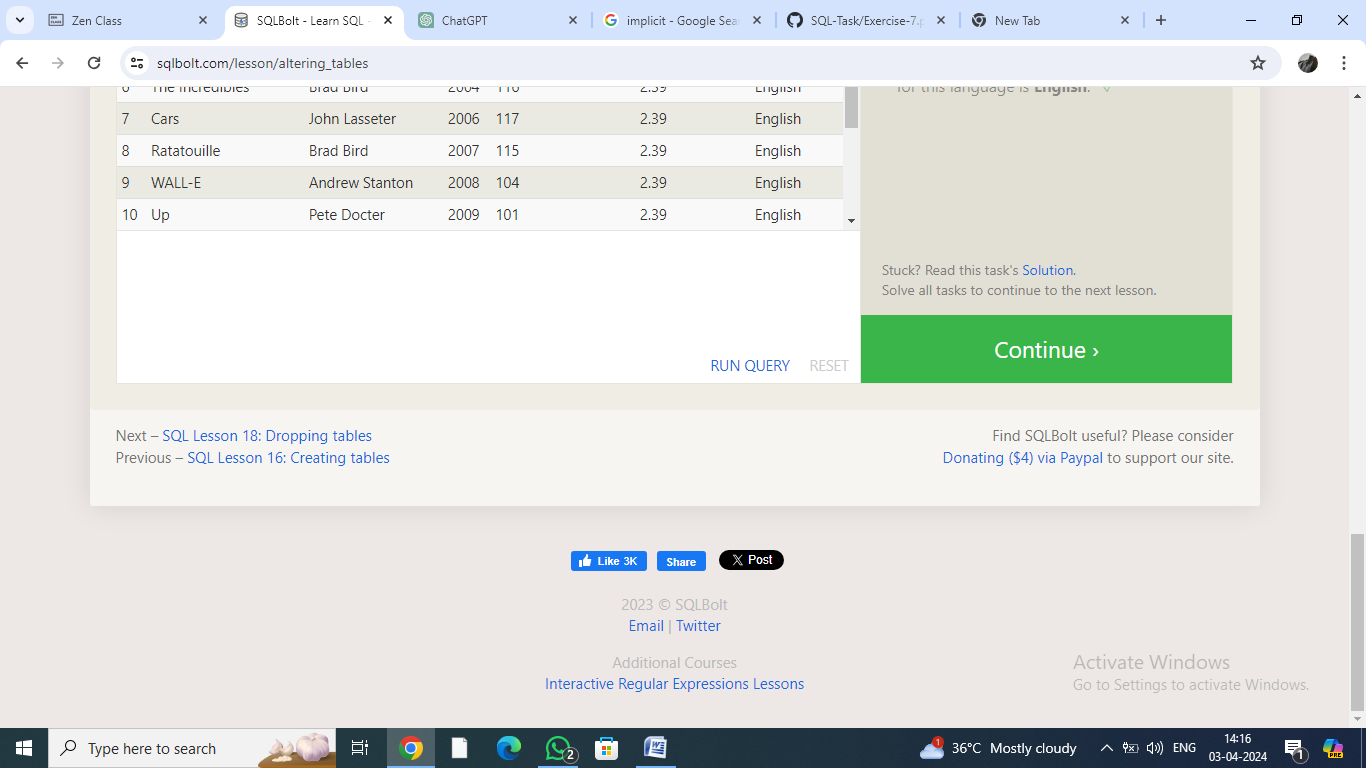 Zen Class
SQLBolt - Learn SQL -
ChatGPT
implicit - Google Sea
SQL-Task/Exercise-7.p
New Tab
sqlbolt.com/lesson/altering_tables
6 The Incredibles Brad Bird 2004 116 2.39 English
for this language is English. ✓
7 Cars John Lasseter 2006 117 2.39 English
8 Ratatouille Brad Bird 2007 115 2.39 English
9 WALL-E Andrew Stanton 2008 104 2.39 English
10 Up Pete Docter 2009 101 2.39 English
Stuck? Read this task's Solution.
Solve all tasks to continue to the next lesson.
RUN QUERY RESET
Continue ›
Next – SQL Lesson 18: Dropping tables
Previous – SQL Lesson 16: Creating tables
Find SQLBolt useful? Please consider
Donating ($4) via Paypal to support our site.
Like 3K
Share
X Post
2023 © SQLBolt
Email | Twitter
Additional Courses
Interactive Regular Expressions Lessons
Activate Windows
Go to Settings to activate Windows.
Type here to search
2
1
36°C Mostly cloudy
ENG
14:16
03-04-2024
1
PRE